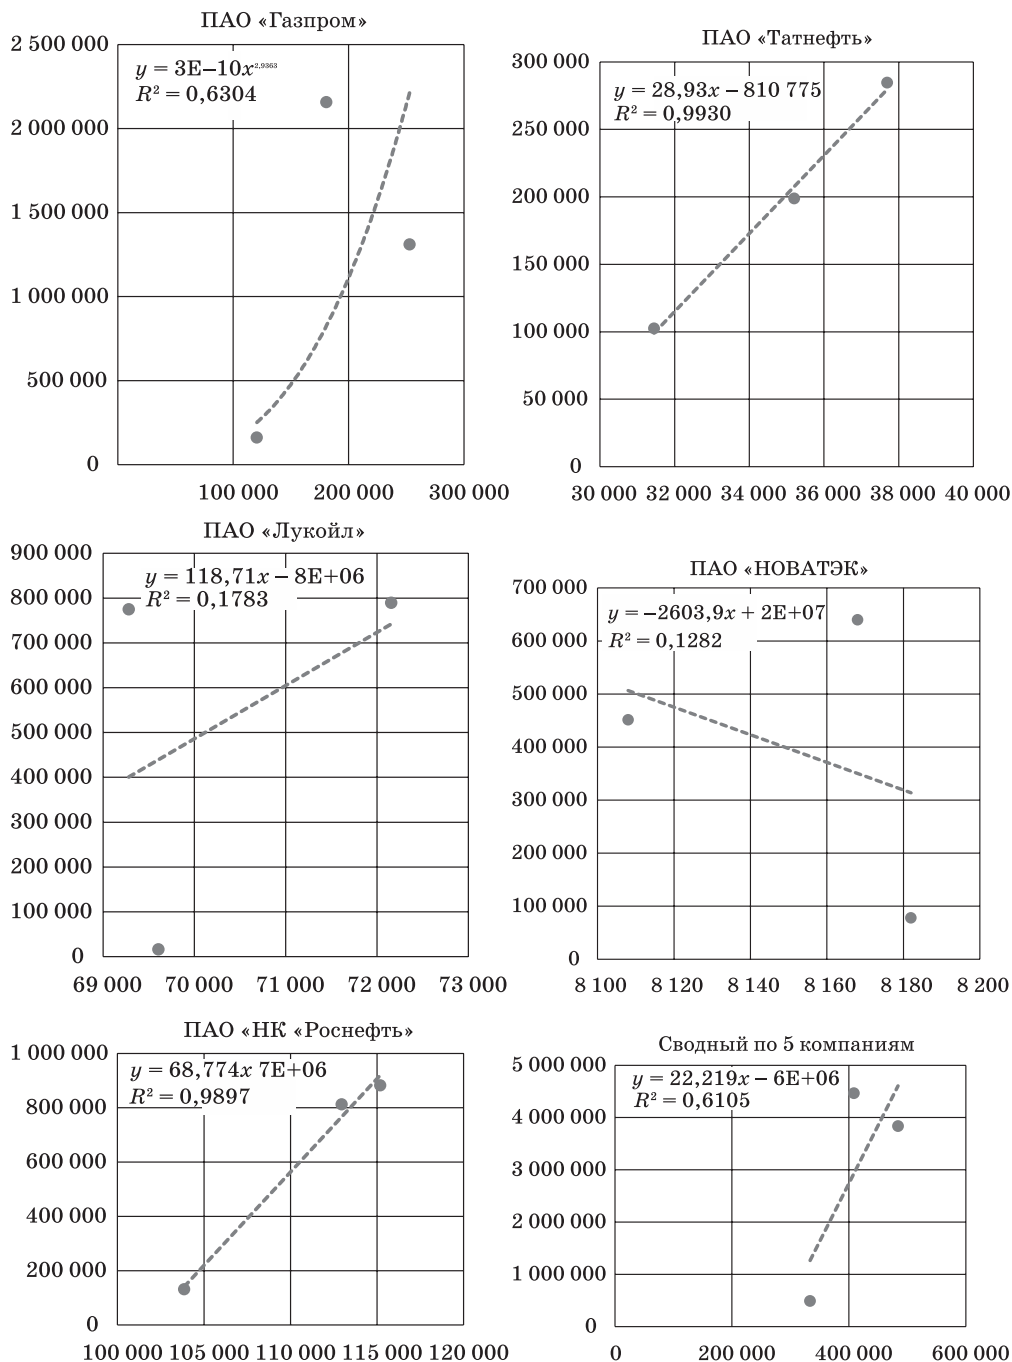 ПАО «Газпром»
y = 3E–10x^2,9363
R² = 0,6304
2 500 000
2 000 000
1 500 000
1 000 000
500 000
0
100 000 200 000 300 000
ПАО «Татнефть»
y = 28,93x – 810 775
R² = 0,9930
300 000
250 000
200 000
150 000
100 000
50 000
0
30 000 32 000 34 000 36 000 38 000 40 000
ПАО «Лукойл»
y = 118,71x – 8E+06
R² = 0,1783
900 000
800 000
700 000
600 000
500 000
400 000
300 000
200 000
100 000
0
69 000 70 000 71 000 72 000 73 000
ПАО «НОВАТЭК»
y = –2603,9x + 2E+07
R² = 0,1282
700 000
600 000
500 000
400 000
300 000
200 000
100 000
0
8 100 8 120 8 140 8 160 8 180 8 200
ПАО «НК «Роснефть»
y = 68,774x 7E+06
R² = 0,9897
1 000 000
800 000
600 000
400 000
200 000
0
100 000 105 000 110 000 115 000 120 000
Сводный по 5 компаниям
y = 22,219x – 6E+06
R² = 0,6105
5 000 000
4 000 000
3 000 000
2 000 000
1 000 000
0
0 200 000 400 000 600 000